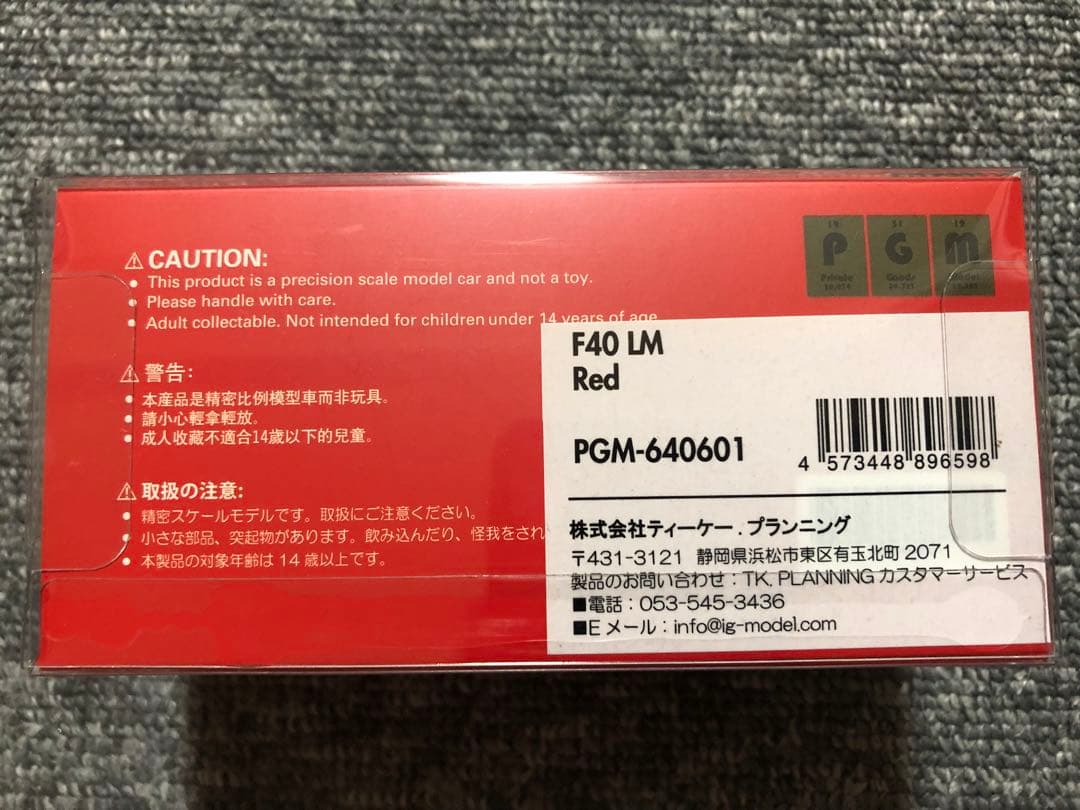 ⚠ CAUTION:
• This product is a precision scale model car and not a toy.
• Please handle with care.
• Adult collectable. Not intended for children under 14 years of age
⚠ 警告:
• 本産品是精密比例模型車而非玩具。
• 請小心輕拿輕放。
• 成人收藏不適合14歲以下的兒童。
⚠ 取扱の注意:
• 精密スケールモデルです。取扱にご注意ください。
• 小さな部品、突起物があります。飲み込んだり、怪我をされ
• 本製品の対象年齢は 14 歳以上です。
P G M
Private Goods Model
F40 LM
Red
PGM-640601
4 573448 896598
株式会社ティーケー．プランニング
〒431-3121 静岡県浜松市東区有玉北町 2071
製品のお問い合わせ：TK. PLANNING カスタマーサービス
■電話：053-545-3436
■E メール：info@ig-model.com